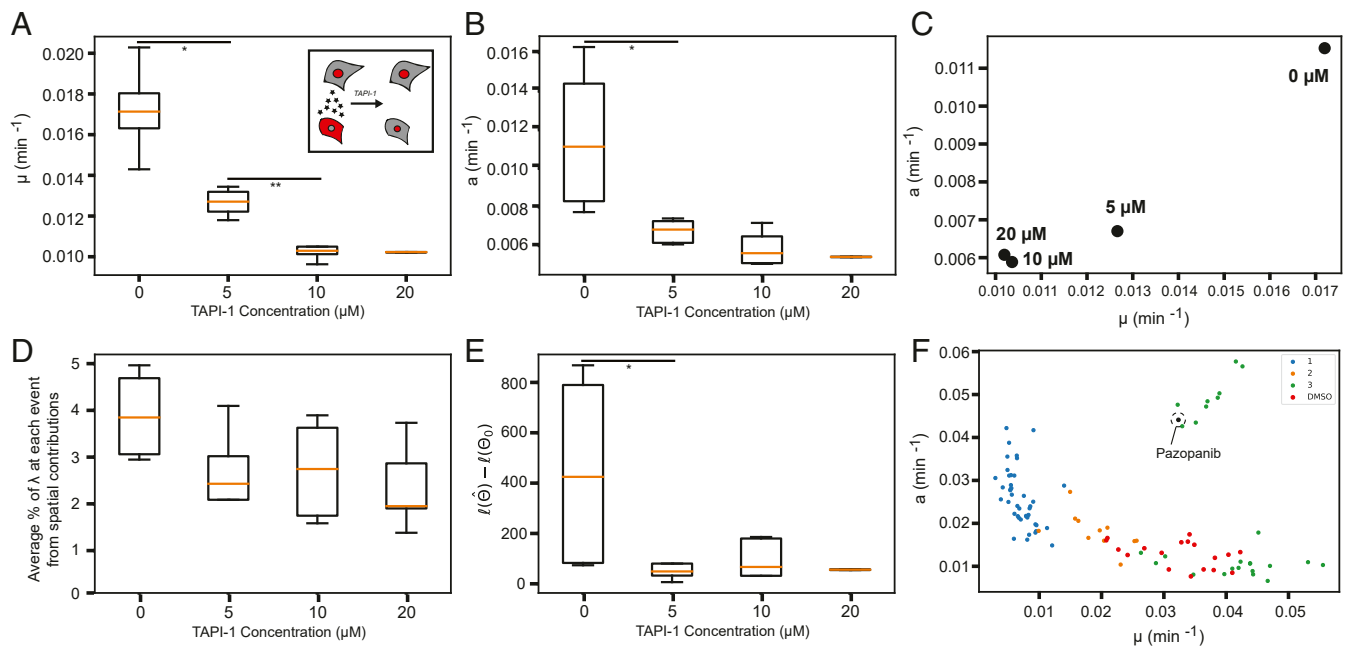 A
μ (min ⁻¹)
0.020
0.018
0.016
0.014
0.012
0.010
*
**
TAPI-1
0
5
10
20
TAPI-1 Concentration (μM)
B
a (min ⁻¹)
0.016
0.014
0.012
0.010
0.008
0.006
*
0
5
10
20
TAPI-1 Concentration (μM)
C
a (min ⁻¹)
0.011
0.010
0.009
0.008
0.007
0.006
0 μM
5 μM
20 μM
10 μM
0.010
0.011
0.012
0.013
0.014
0.015
0.016
0.017
μ (min ⁻¹)
D
Average % of λ at each event
from spatial contributions
5
4
3
2
1
0
0
5
10
20
TAPI-1 Concentration (μM)
E
ℓ(Θ̂) – ℓ(Θ₀)
800
600
400
200
0
*
0
5
10
20
TAPI-1 Concentration (μM)
F
a (min ⁻¹)
0.06
0.05
0.04
0.03
0.02
0.01
1
2
3
DMSO
Pazopanib
0.01
0.02
0.03
0.04
0.05
μ (min ⁻¹)